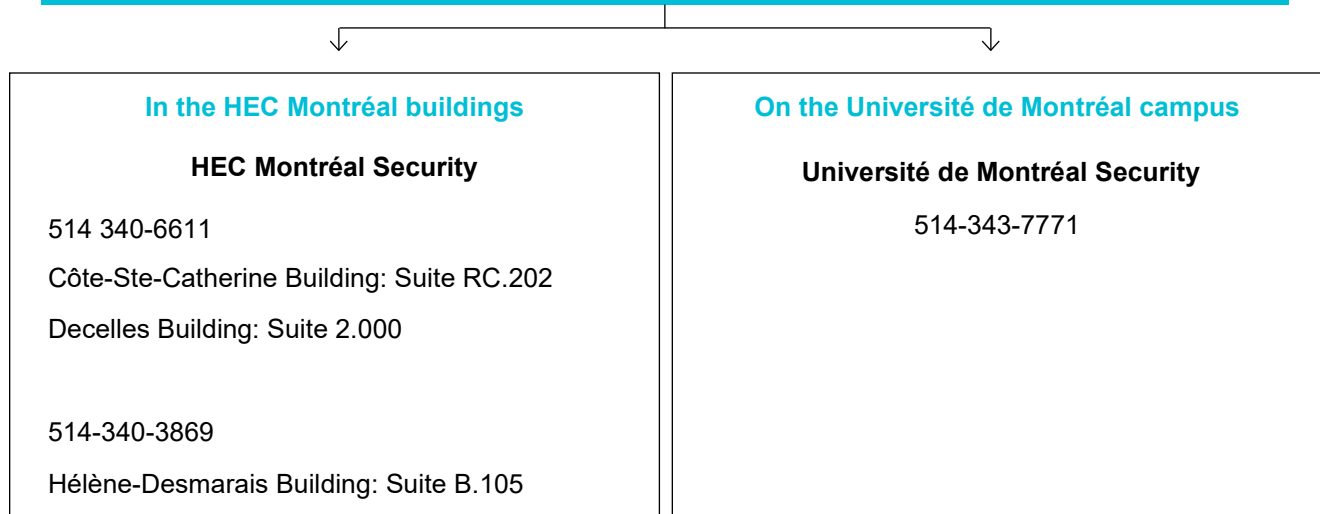 In the HEC Montréal buildings
HEC Montréal Security
514 340-6611
Côte-Ste-Catherine Building: Suite RC.202
Decelles Building: Suite 2.000
514-340-3869
Hélène-Desmarais Building: Suite B.105
On the Université de Montréal campus
Université de Montréal Security
514-343-7771